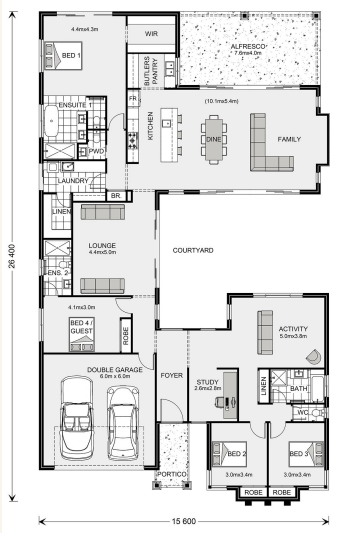 4.4mx4.3m
WIR
ALFRESCO
7.6mx4.0m
BED 1
BUTLERS
PANTRY
ENSUITE 1
FR
(10.1mx5.4m)
KITCHEN
DINE
FAMILY
PWD
LAUNDRY
BR.
LINEN
LOUNGE
4.4mx5.0m
COURTYARD
ENS. 2
26 400
4.1mx3.0m
BED 4 /
GUEST
ROBE
ACTIVITY
5.0mx3.8m
DOUBLE GARAGE
6.0m x 6.0m
FOYER
STUDY
2.6mx2.8m
LINEN
BATH
WC
BED 2
BED 3
3.0mx3.4m
3.0mx3.4m
PORTICO
ROBE
ROBE
15 600